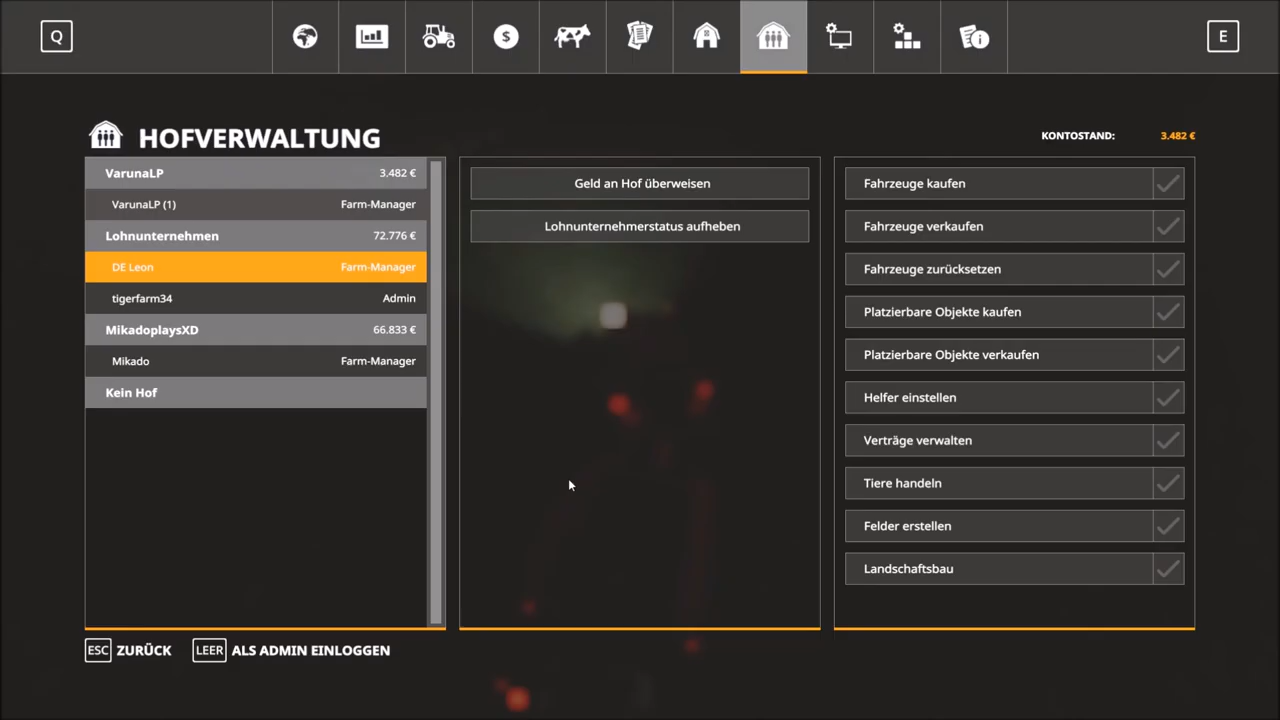 Q
$
E
HOFVERWALTUNG
KONTOSTAND: 3.482 €
VarunaLP 3.482 €
VarunaLP (1) Farm-Manager
Lohnunternehmen 72.776 €
DE Leon Farm-Manager
tigerfarm34 Admin
MikadoplaysXD 66.833 €
Mikado Farm-Manager
Kein Hof
Geld an Hof überweisen
Lohnunternehmerstatus aufheben
Fahrzeuge kaufen
Fahrzeuge verkaufen
Fahrzeuge zurücksetzen
Platzierbare Objekte kaufen
Platzierbare Objekte verkaufen
Helfer einstellen
Verträge verwalten
Tiere handeln
Felder erstellen
Landschaftsbau
ESC ZURÜCK LEER ALS ADMIN EINLOGGEN